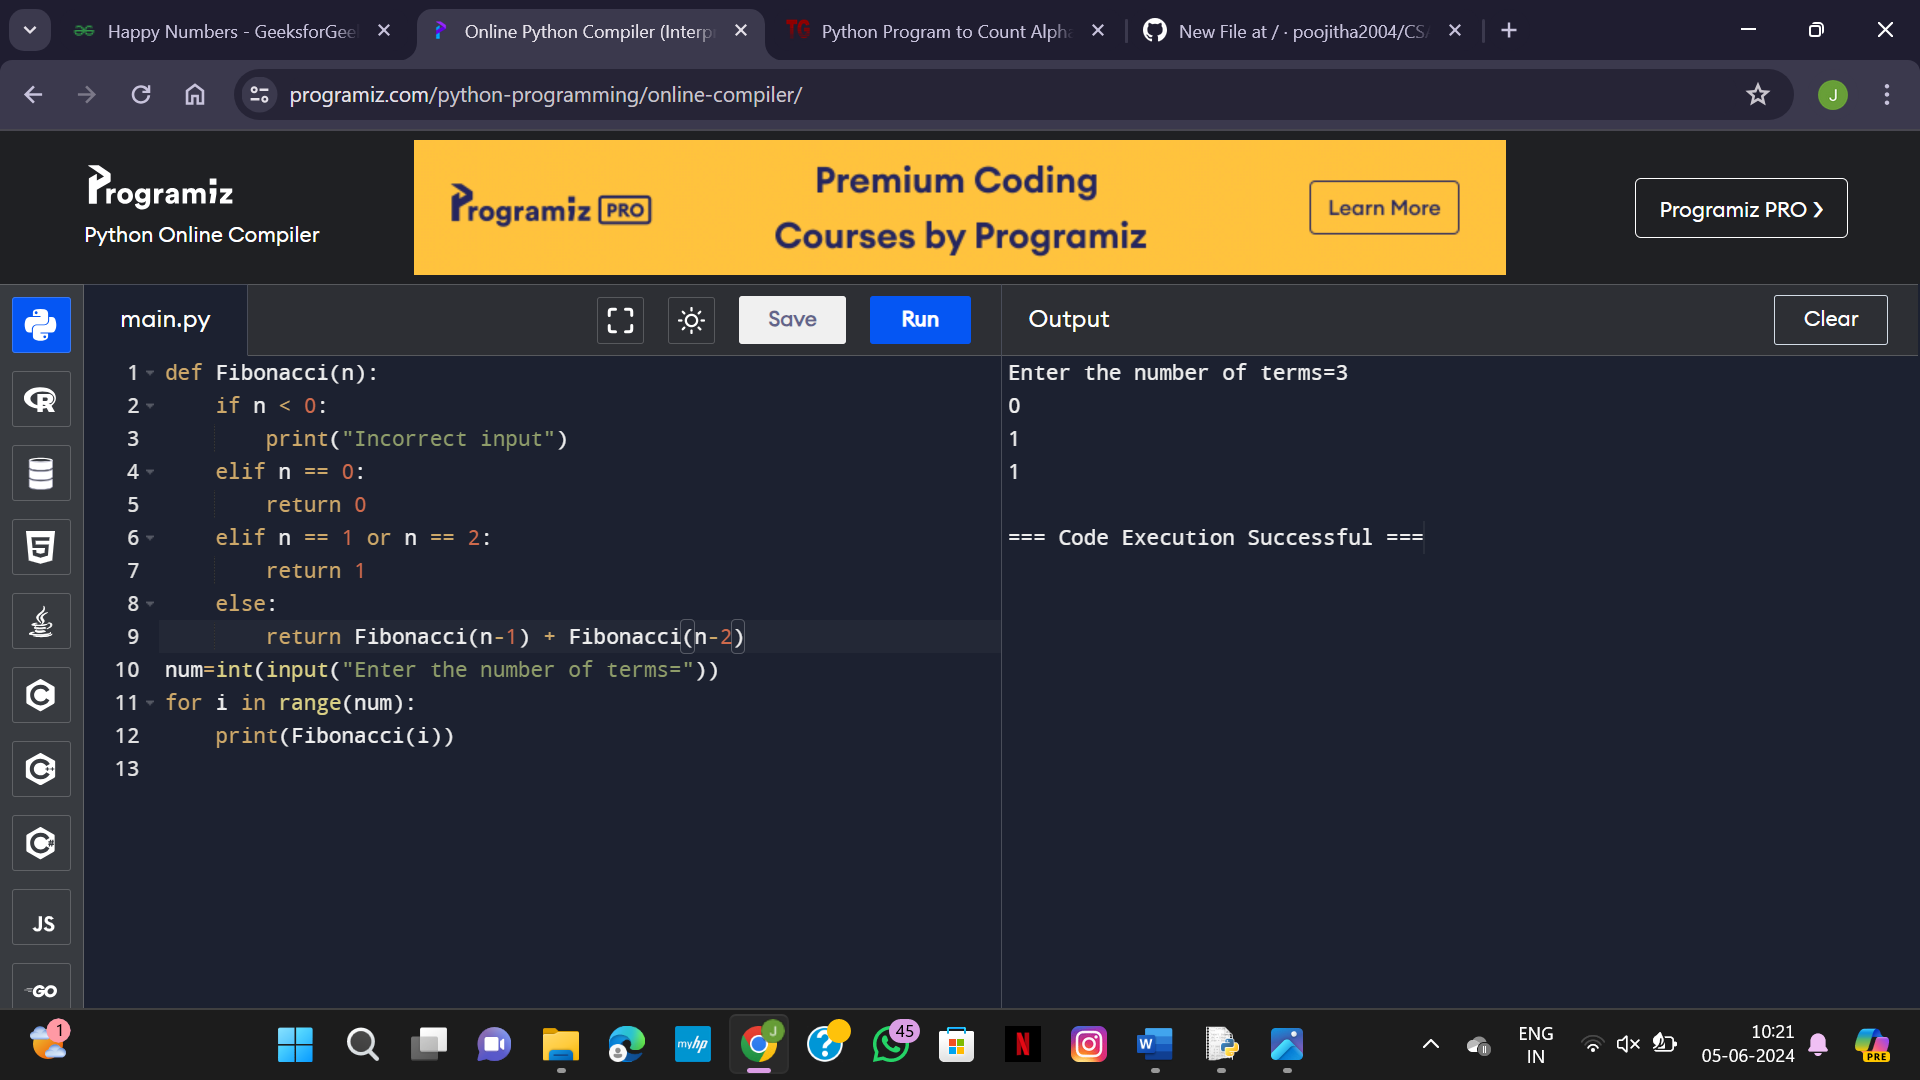 Happy Numbers - GeeksforGee
Online Python Compiler (Interp
TG
Python Program to Count Alpha
New File at / · poojitha2004/CSA
programiz.com/python-programming/online-compiler/
J
Programiz
Python Online Compiler
Programiz PRO
Premium Coding
Courses by Programiz
Learn More
Programiz PRO ❯
main.py
Save
Run
Output
Clear
1 def Fibonacci(n):
2     if n < 0:
3         print("Incorrect input")
4     elif n == 0:
5         return 0
6     elif n == 1 or n == 2:
7         return 1
8     else:
9         return Fibonacci(n-1) + Fibonacci(n-2)
10 num=int(input("Enter the number of terms="))
11 for i in range(num):
12     print(Fibonacci(i))
13
Enter the number of terms=3
0
1
1
=== Code Execution Successful ===
R
5
C
C++
C#
JS
GO
1
myhp
J
?
45
N
W
ENG
IN
10:21
05-06-2024
PRE